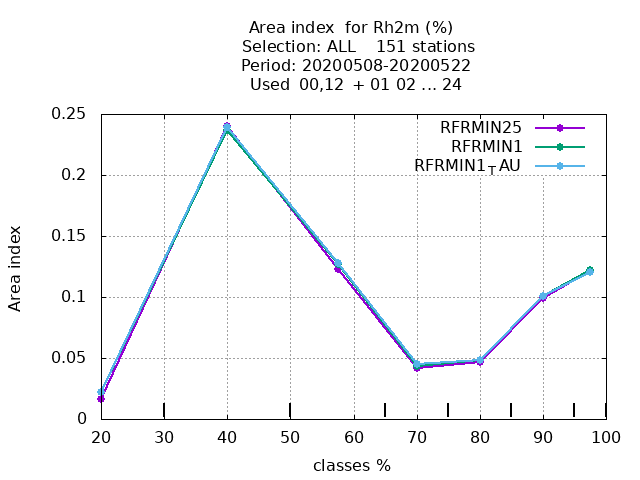 Area index  for Rh2m (%)
Selection: ALL    151 stations
Period: 20200508-20200522
Used  00,12  + 01 02 ... 24
0.25
0.2
0.15
0.1
0.05
0
Area index
RFRMIN25
RFRMIN1
RFRMIN1TAU
20 30 40 50 60 70 80 90 100
classes %